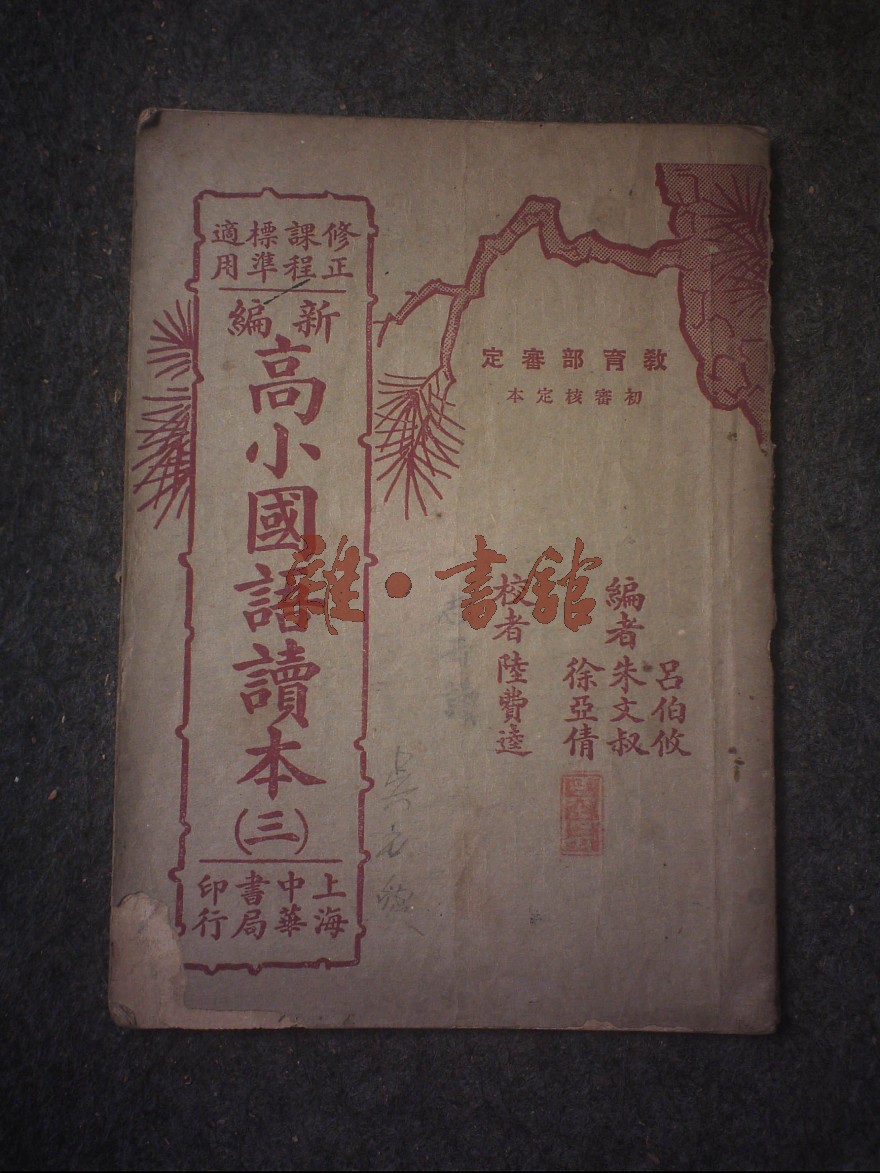 修正課程標準適用
新編
高小國語讀本
(三)
上海中華書局印行
教育部審定
初審核定本
編者
呂伯攸
朱文叔
徐亞倩
校者 陸費逵
雜·書館